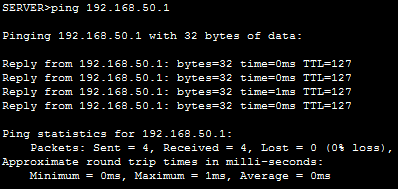 SERVER>ping 192.168.50.1
Pinging 192.168.50.1 with 32 bytes of data:
Reply from 192.168.50.1: bytes=32 time=0ms TTL=127
Reply from 192.168.50.1: bytes=32 time=0ms TTL=127
Reply from 192.168.50.1: bytes=32 time=1ms TTL=127
Reply from 192.168.50.1: bytes=32 time=0ms TTL=127
Ping statistics for 192.168.50.1:
Packets: Sent = 4, Received = 4, Lost = 0 (0% loss),
Approximate round trip times in milli-seconds:
Minimum = 0ms, Maximum = 1ms, Average = 0ms